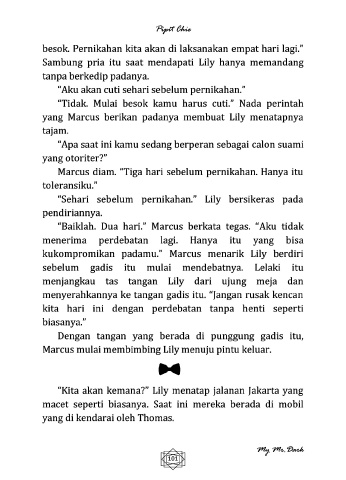 Pipit Chie
besok. Pernikahan kita akan di laksanakan empat hari lagi.”
Sambung pria itu saat mendapati Lily hanya memandang
tanpa berkedip padanya.
“Aku akan cuti sehari sebelum pernikahan.”
“Tidak. Mulai besok kamu harus cuti.” Nada perintah
yang Marcus berikan padanya membuat Lily menatapnya
tajam.
“Apa saat ini kamu sedang berperan sebagai calon suami
yang otoriter?”
Marcus diam. “Tiga hari sebelum pernikahan. Hanya itu
toleransiku.”
“Sehari sebelum pernikahan.” Lily bersikeras pada
pendiriannya.
“Baiklah. Dua hari.” Marcus berkata tegas. “Aku tidak
menerima perdebatan lagi. Hanya itu yang bisa
kukompromikan padamu.” Marcus menarik Lily berdiri
sebelum gadis itu mulai mendebatnya. Lelaki itu
menjangkau tas tangan Lily dari ujung meja dan
menyerahkannya ke tangan gadis itu. “Jangan rusak kencan
kita hari ini dengan perdebatan tanpa henti seperti
biasanya.”
Dengan tangan yang berada di punggung gadis itu,
Marcus mulai membimbing Lily menuju pintu keluar.
“Kita akan kemana?” Lily menatap jalanan Jakarta yang
macet seperti biasanya. Saat ini mereka berada di mobil
yang di kendarai oleh Thomas.
My Mr. Dark
101